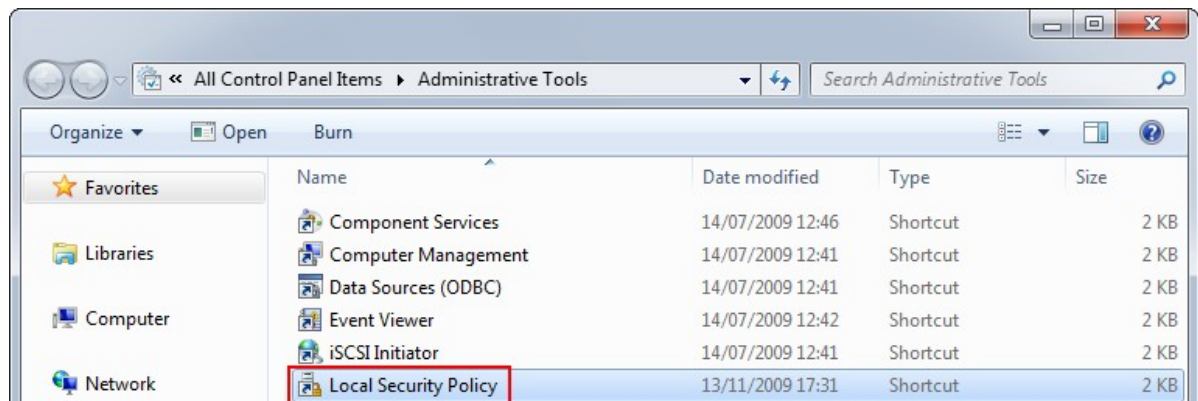 « All Control Panel Items ▸ Administrative Tools Search Administrative Tools
Organize Open Burn
Favorites Name Date modified Type Size
Component Services 14/07/2009 12:46 Shortcut 2 KB
Libraries Computer Management 14/07/2009 12:41 Shortcut 2 KB
Data Sources (ODBC) 14/07/2009 12:41 Shortcut 2 KB
Computer Event Viewer 14/07/2009 12:42 Shortcut 2 KB
iSCSI Initiator 14/07/2009 12:41 Shortcut 2 KB
Network Local Security Policy 13/11/2009 17:31 Shortcut 2 KB